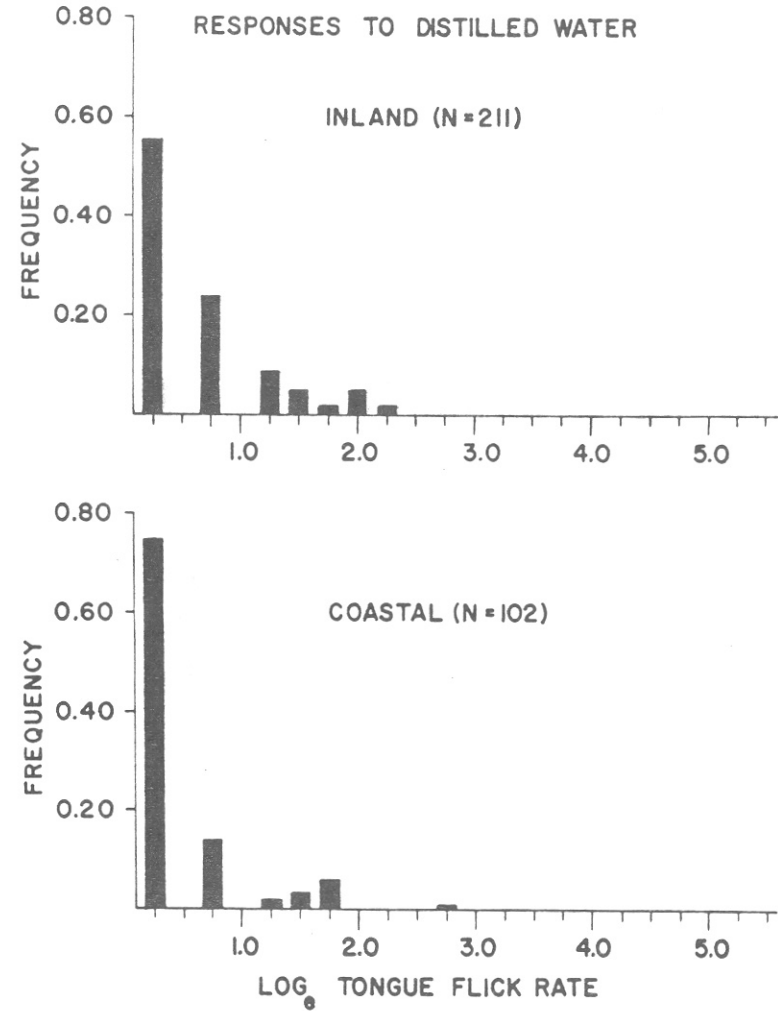 RESPONSES TO DISTILLED WATER
INLAND (N=211)
FREQUENCY
0.80
0.60
0.40
0.20
1.0 2.0 3.0 4.0 5.0
COASTAL (N=102)
FREQUENCY
0.80
0.60
0.40
0.20
1.0 2.0 3.0 4.0 5.0
LOGe TONGUE FLICK RATE